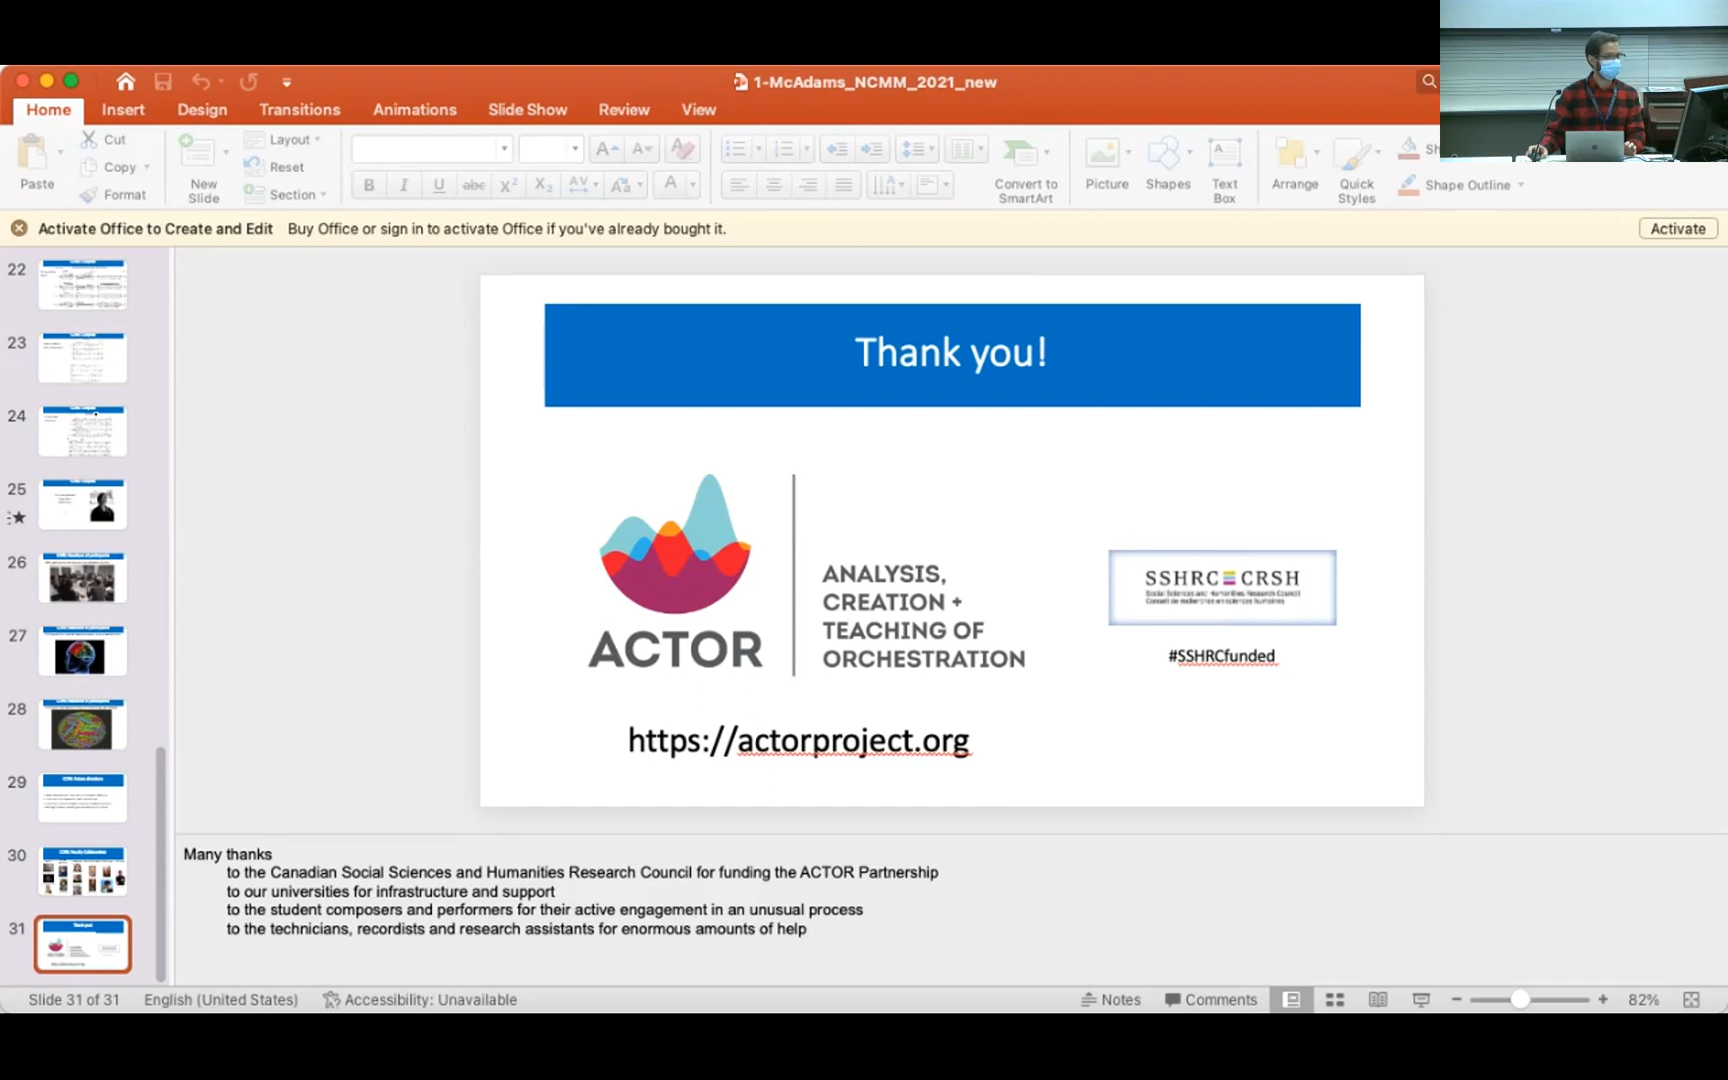 1-McAdams_NCMM_2021_new
Home Insert Design Transitions Animations Slide Show Review View
Paste
Cut
Copy
Format
New
Slide
Layout
Reset
Section
B I U abc X² X₂ AV Aa A
Convert to
SmartArt
Picture
Shapes
Text
Box
Arrange
Quick
Styles
Sh
Shape Outline
Activate Office to Create and Edit Buy Office or sign in to activate Office if you've already bought it. Activate
22
23
24
25
26
27
28
29
30
31
Thank you!
ACTOR
ANALYSIS,
CREATION +
TEACHING OF
ORCHESTRATION
SSHRC CRSH
Social Sciences and Humanities Research Council
Conseil de recherches en sciences humaines
#SSHRCfunded
https://actorproject.org
Many thanks
to the Canadian Social Sciences and Humanities Research Council for funding the ACTOR Partnership
to our universities for infrastructure and support
to the student composers and performers for their active engagement in an unusual process
to the technicians, recordists and research assistants for enormous amounts of help
Slide 31 of 31 English (United States) Accessibility: Unavailable Notes Comments 82%